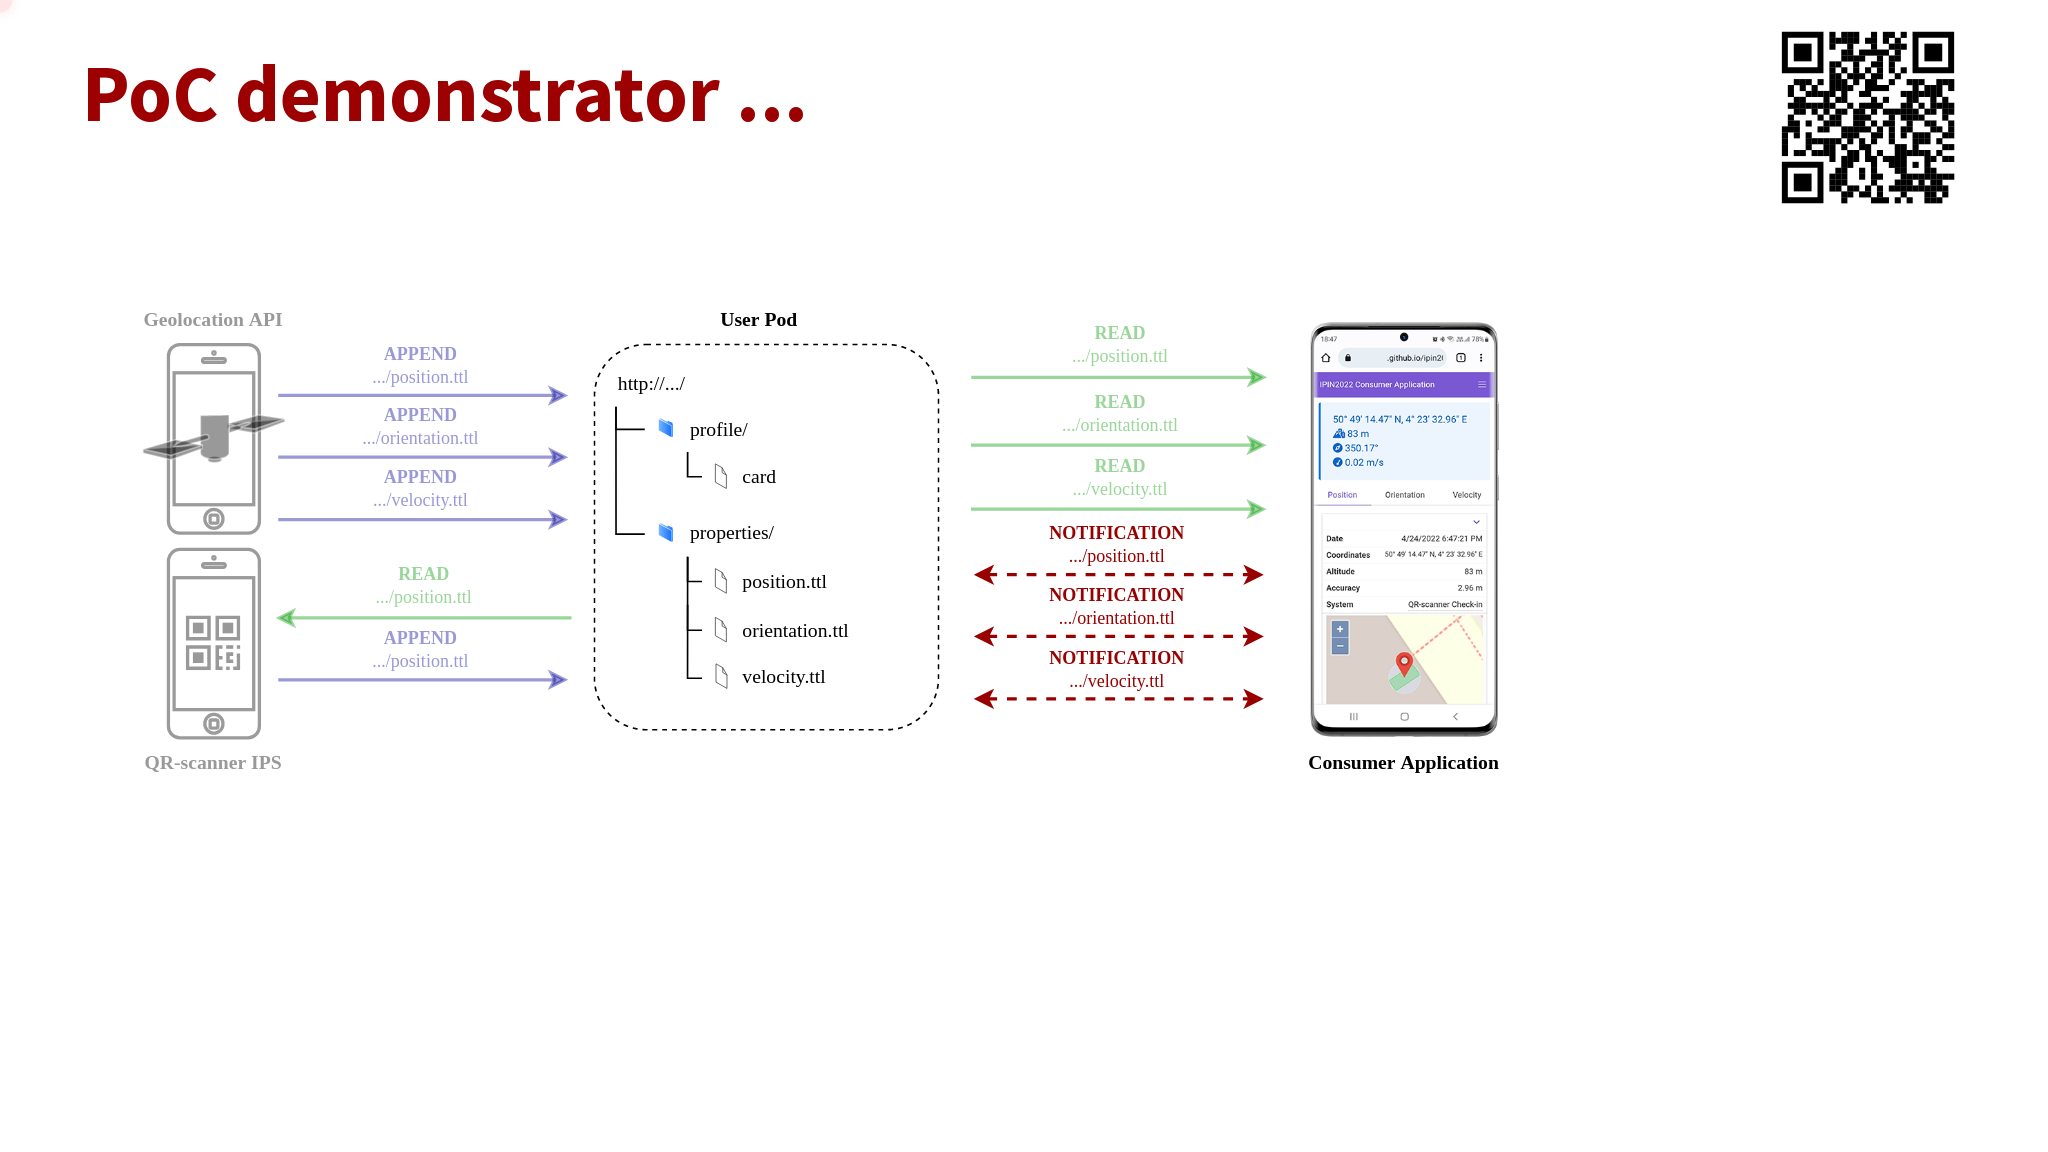 PoC demonstrator ...
Geolocation API
APPEND
.../position.ttl
APPEND
.../orientation.ttl
APPEND
.../velocity.ttl
READ
.../position.ttl
APPEND
.../position.ttl
QR-scanner IPS
User Pod
http://.../
profile/
card
properties/
position.ttl
orientation.ttl
velocity.ttl
READ
.../position.ttl
READ
.../orientation.ttl
READ
.../velocity.ttl
NOTIFICATION
.../position.ttl
NOTIFICATION
.../orientation.ttl
NOTIFICATION
.../velocity.ttl
18:47
78%
.github.io/ipin2
IPIN2022 Consumer Application
50° 49' 14.47" N, 4° 23' 32.96" E
83 m
350.17°
0.02 m/s
Position Orientation Velocity
Date 4/24/2022 6:47:21 PM
Coordinates 50° 49' 14.47" N, 4° 23' 32.96" E
Altitude 83 m
Accuracy 2.96 m
System QR-scanner Check-in
+
−
Consumer Application